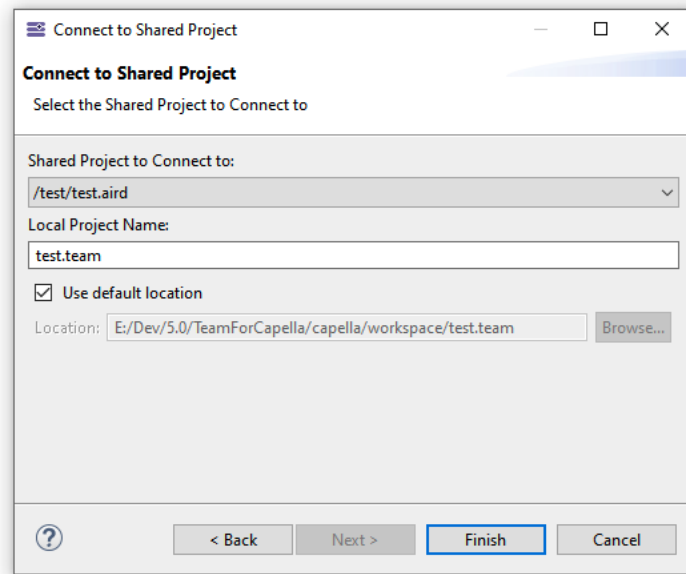 Connect to Shared Project
Connect to Shared Project
Select the Shared Project to Connect to
Shared Project to Connect to:
/test/test.aird
Local Project Name:
test.team
Use default location
Location: E:/Dev/5.0/TeamForCapella/capella/workspace/test.team Browse...
? < Back Next > Finish Cancel